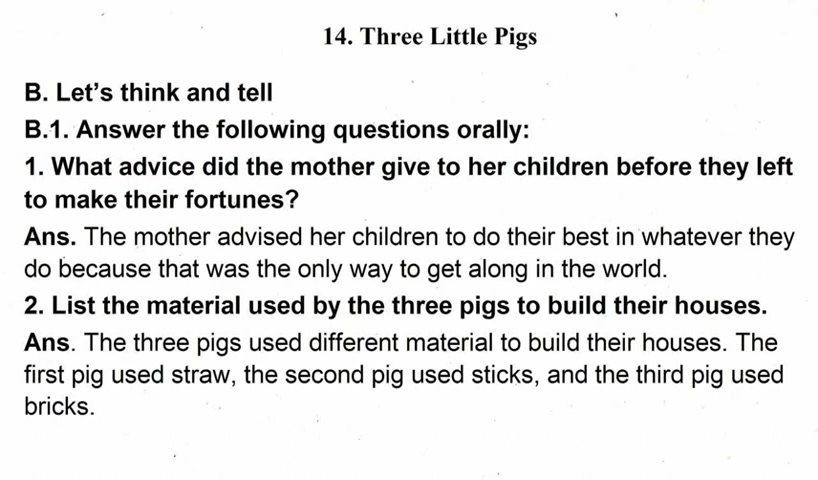 14. Three Little Pigs
B. Let's think and tell
B.1. Answer the following questions orally:
1. What advice did the mother give to her children before they left
to make their fortunes?
Ans. The mother advised her children to do their best in whatever they
do because that was the only way to get along in the world.
2. List the material used by the three pigs to build their houses.
Ans. The three pigs used different material to build their houses. The
first pig used straw, the second pig used sticks, and the third pig used
bricks.